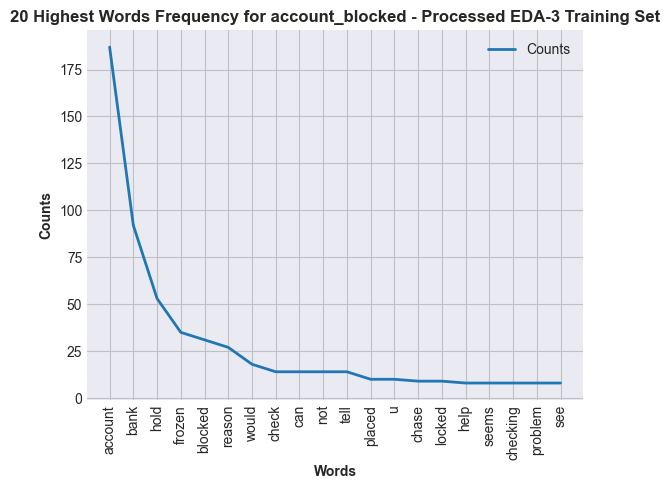 20 Highest Words Frequency for account_blocked - Processed EDA-3 Training Set
Counts
175
150
125
100
75
50
25
0
Counts
account
bank
hold
frozen
blocked
reason
would
check
can
not
tell
placed
u
chase
locked
help
seems
checking
problem
see
Words